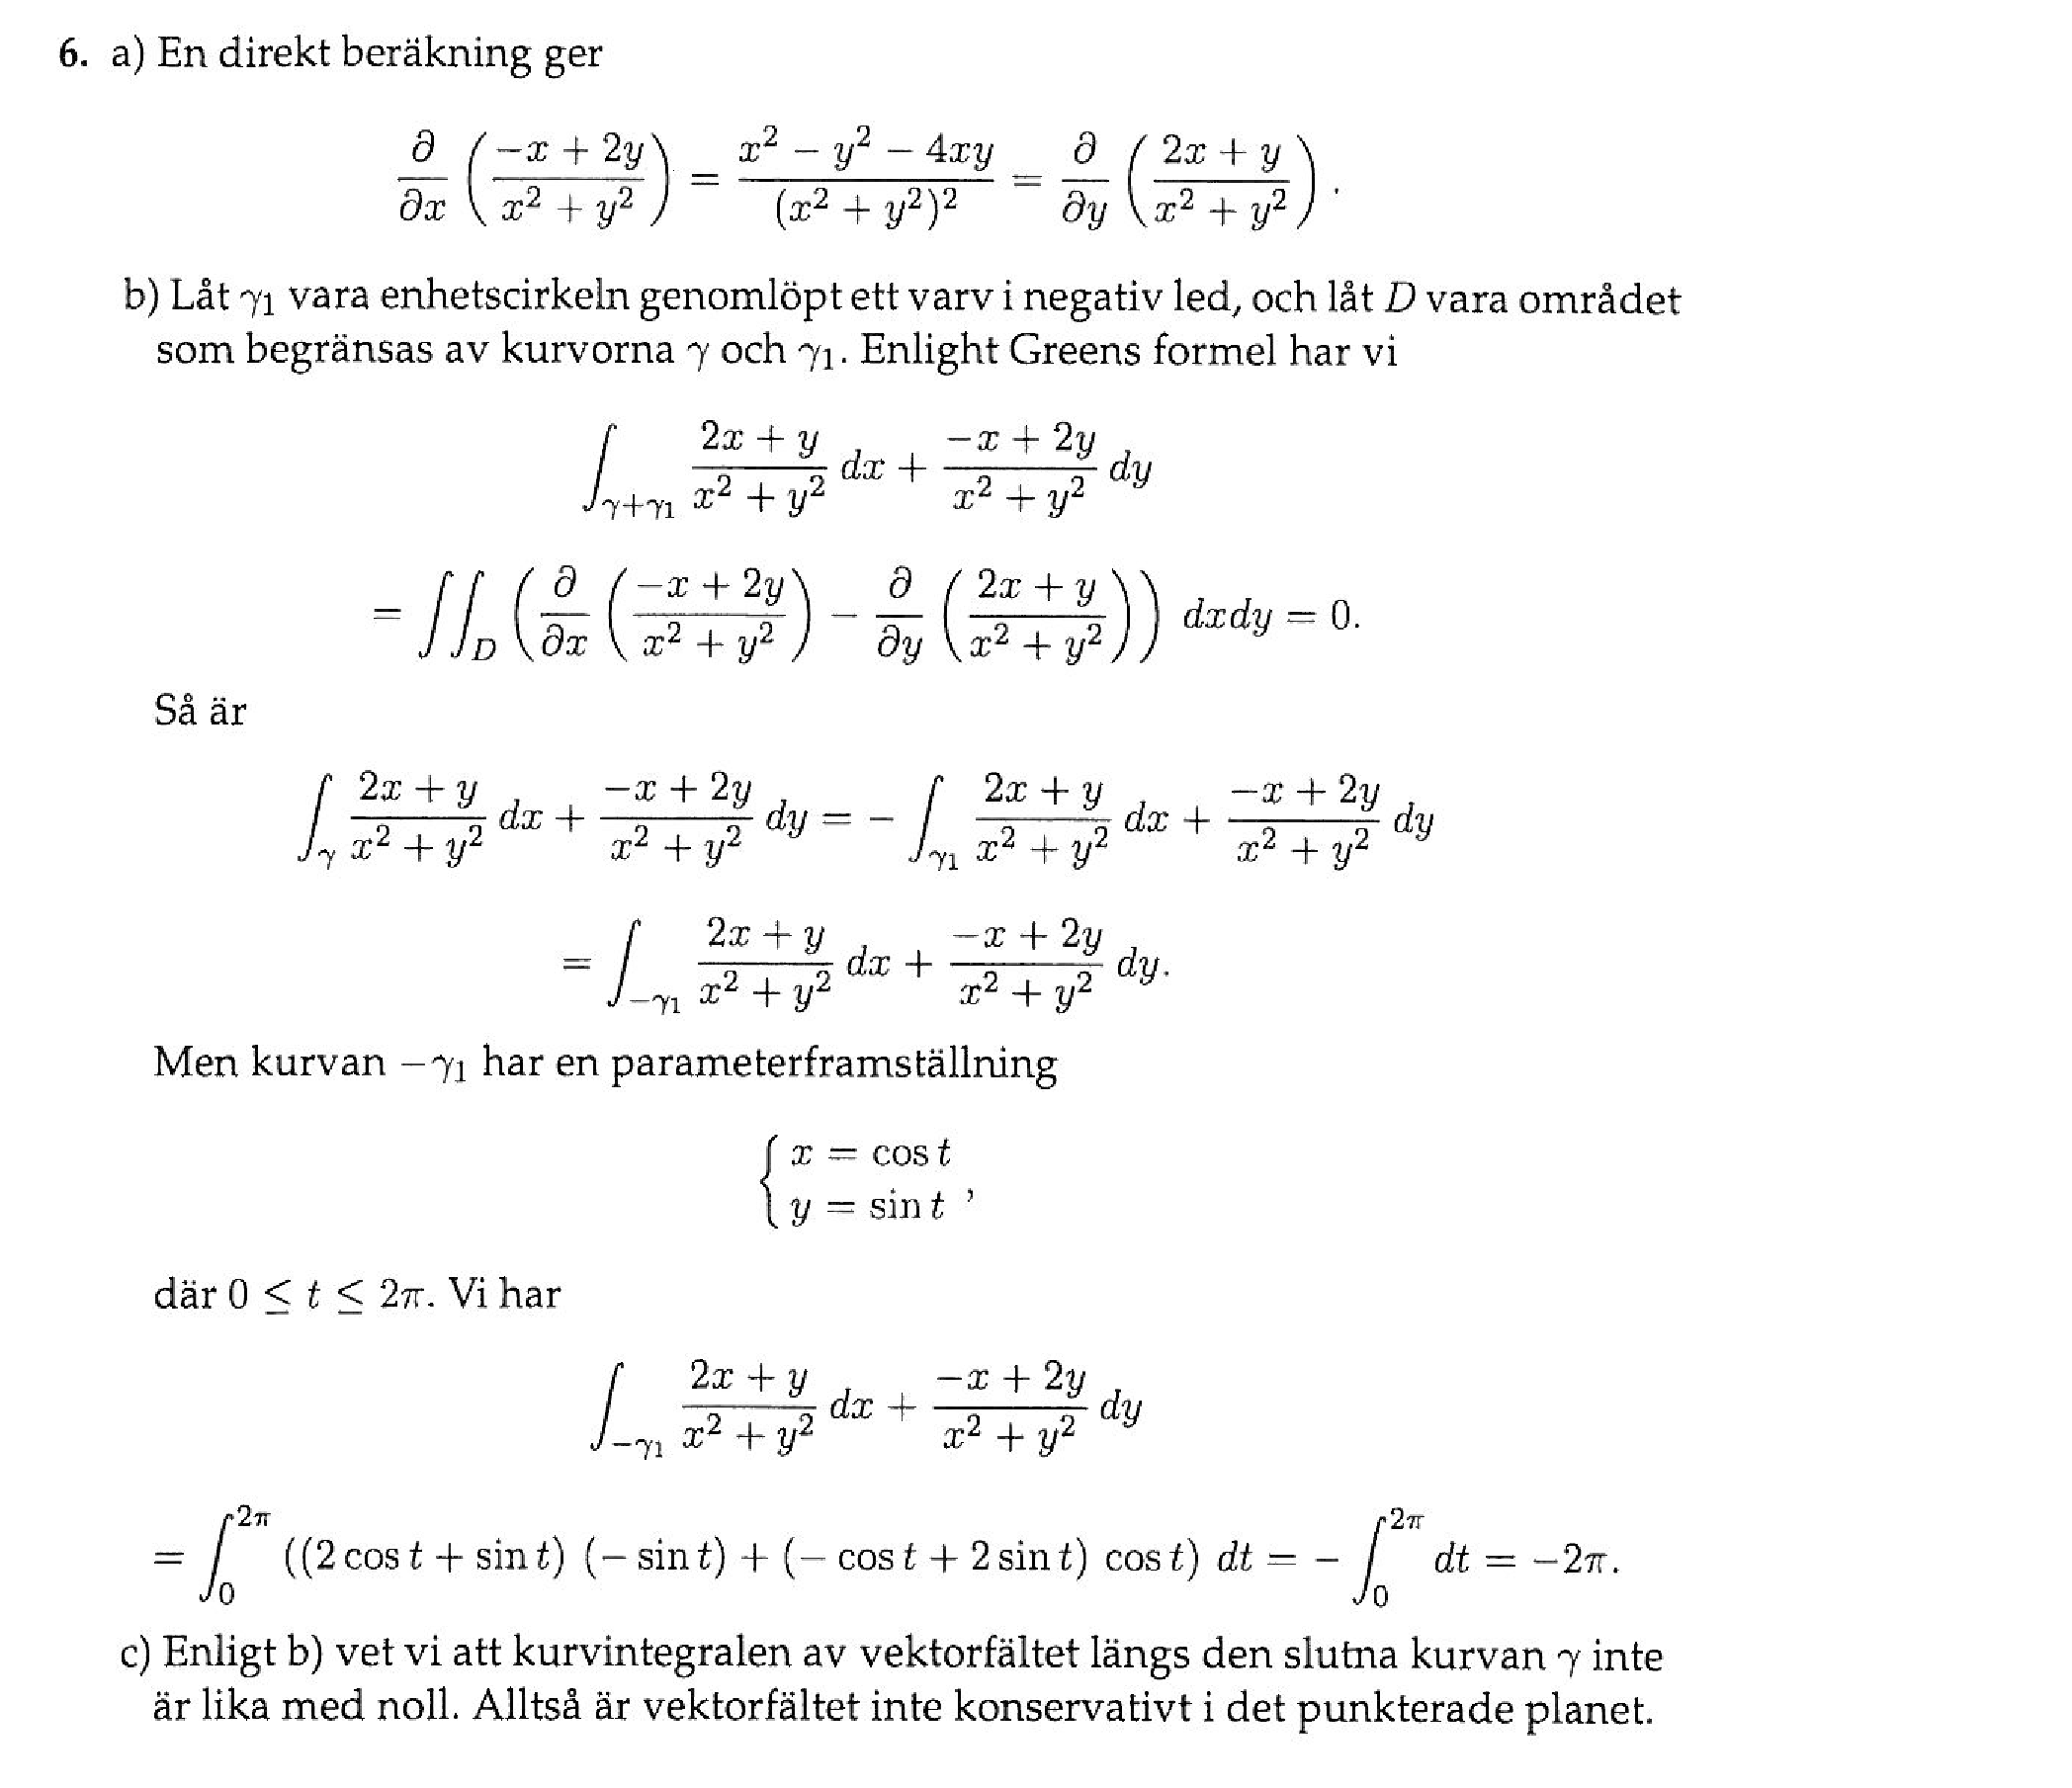 6. a) En direkt beräkning ger
$\frac{\partial}{\partial x}\left(\frac{-x+2y}{x^2+y^2}\right) = \frac{x^2-y^2-4xy}{(x^2+y^2)^2} = \frac{\partial}{\partial y}\left(\frac{2x+y}{x^2+y^2}\right).$
b) Låt $\gamma_1$ vara enhetscirkeln genomlöpt ett varv i negativ led, och låt $D$ vara området
som begränsas av kurvorna $\gamma$ och $\gamma_1$. Enlight Greens formel har vi
$\int_{\gamma+\gamma_1} \frac{2x+y}{x^2+y^2}\,dx + \frac{-x+2y}{x^2+y^2}\,dy$
$= \iint_D \left(\frac{\partial}{\partial x}\left(\frac{-x+2y}{x^2+y^2}\right) - \frac{\partial}{\partial y}\left(\frac{2x+y}{x^2+y^2}\right)\right)\,dxdy = 0.$
Så är
$\int_{\gamma} \frac{2x+y}{x^2+y^2}\,dx + \frac{-x+2y}{x^2+y^2}\,dy = -\int_{\gamma_1} \frac{2x+y}{x^2+y^2}\,dx + \frac{-x+2y}{x^2+y^2}\,dy$
$= \int_{-\gamma_1} \frac{2x+y}{x^2+y^2}\,dx + \frac{-x+2y}{x^2+y^2}\,dy.$
Men kurvan $-\gamma_1$ har en parameterframställning
$\begin{cases} x = \cos t \\ y = \sin t \end{cases},$
där $0 \leq t \leq 2\pi$. Vi har
$\int_{-\gamma_1} \frac{2x+y}{x^2+y^2}\,dx + \frac{-x+2y}{x^2+y^2}\,dy$
$= \int_0^{2\pi} ((2\cos t + \sin t)\,(-\sin t) + (-\cos t + 2\sin t)\,\cos t)\,dt = -\int_0^{2\pi} dt = -2\pi.$
c) Enligt b) vet vi att kurvintegralen av vektorfältet längs den slutna kurvan $\gamma$ inte
är lika med noll. Alltså är vektorfältet inte konservativt i det punkterade planet.